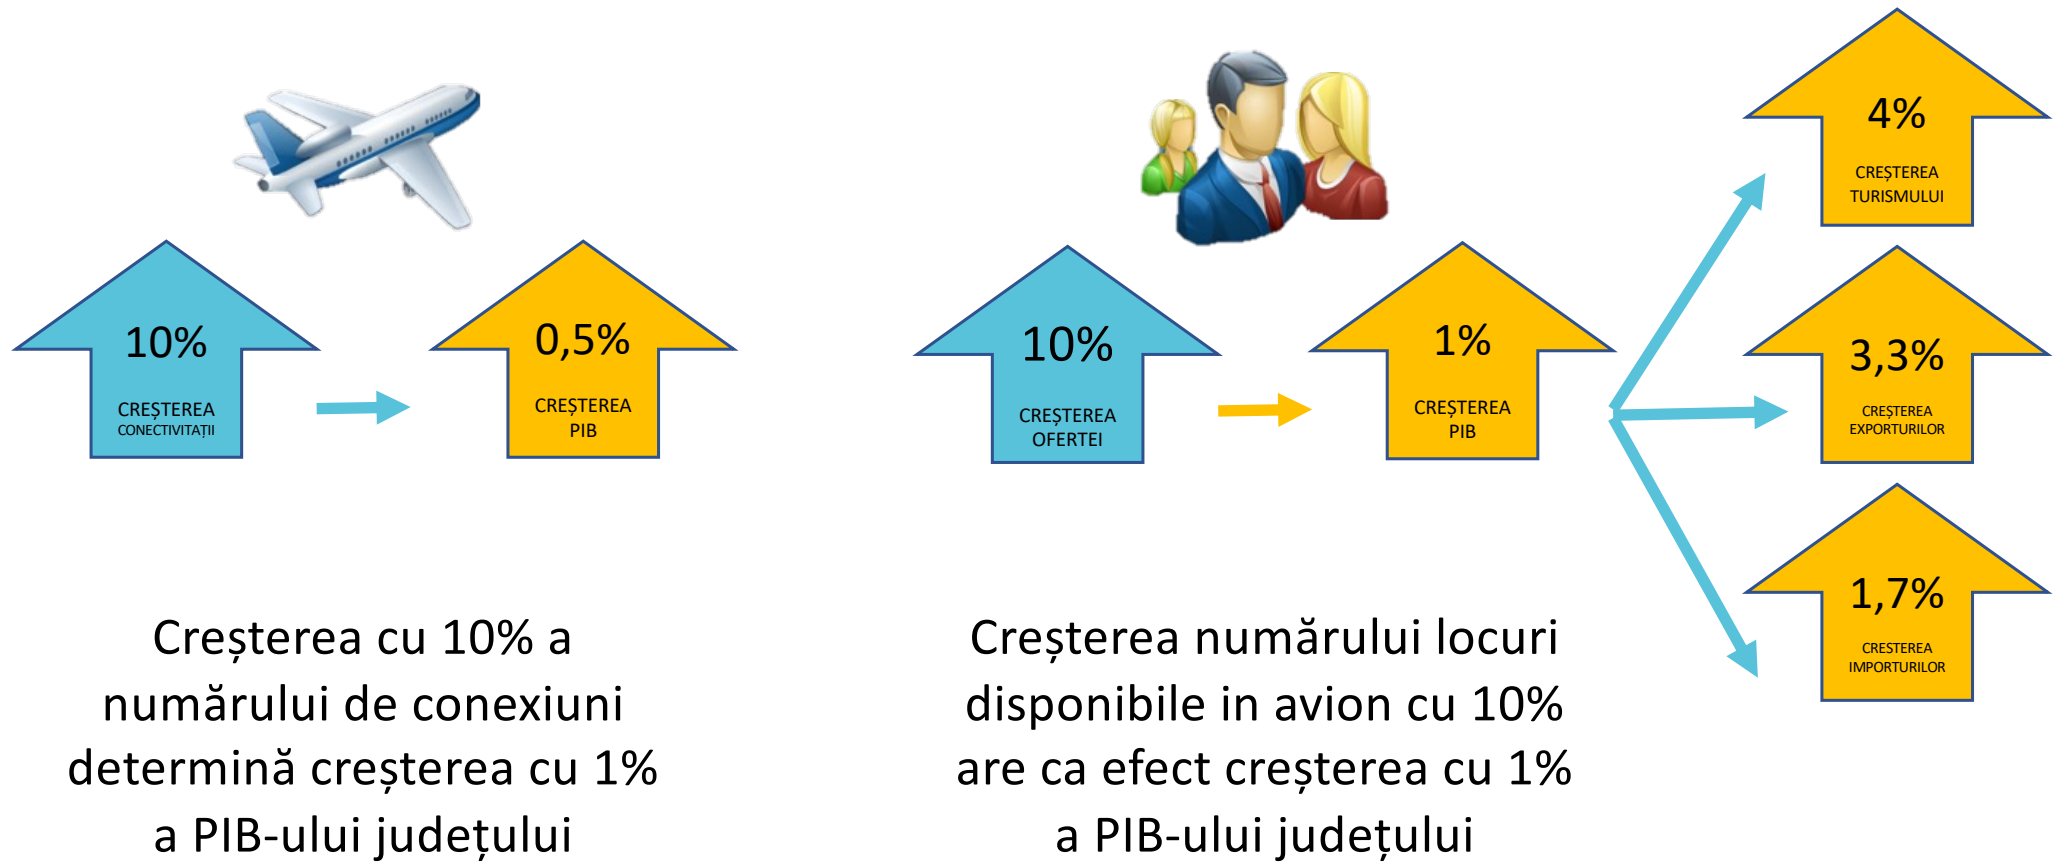 10%
CREȘTEREA
CONECTIVITAȚII
0,5%
CREȘTEREA
PIB
Creșterea cu 10% a
numărului de conexiuni
determină creșterea cu 1%
a PIB-ului județului
10%
CREȘTEREA
OFERTEI
1%
CREȘTEREA
PIB
4%
CREȘTEREA
TURISMULUI
3,3%
CREȘTEREA
EXPORTURILOR
1,7%
CRESTEREA
IMPORTURILOR
Creșterea numărului locuri
disponibile in avion cu 10%
are ca efect creșterea cu 1%
a PIB-ului județului